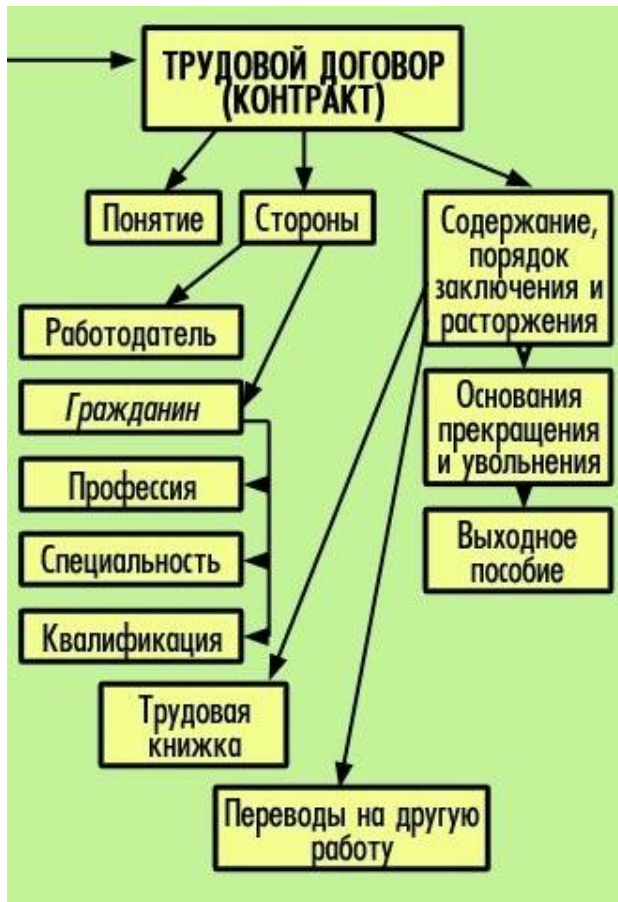 ТРУДОВОЙ ДОГОВОР
(КОНТРАКТ)
Понятие
Стороны
Содержание,
порядок
заключения и
расторжения
Работодатель
Гражданин
Основания
прекращения
и увольнения
Профессия
Специальность
Выходное
пособие
Квалификация
Трудовая
книжка
Переводы на другую
работу